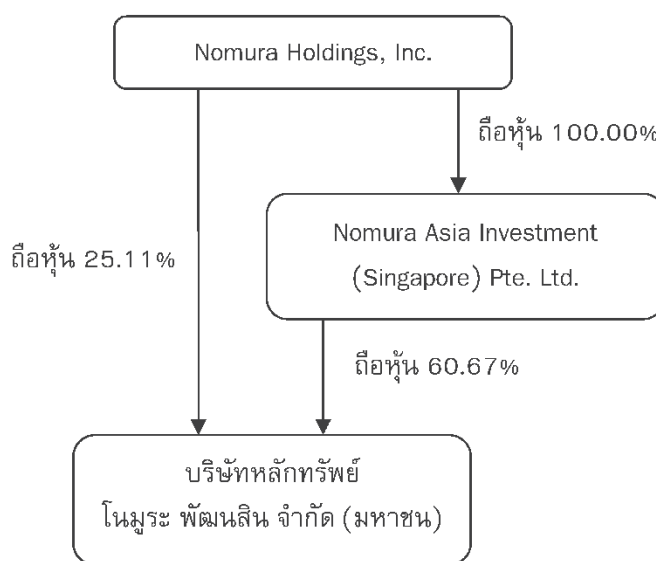 Nomura Holdings, Inc.
ถือหุ้น 100.00%
Nomura Asia Investment
(Singapore) Pte. Ltd.
ถือหุ้น 25.11%
ถือหุ้น 60.67%
บริษัทหลักทรัพย์
โนมูระ พัฒนสิน จำกัด (มหาชน)